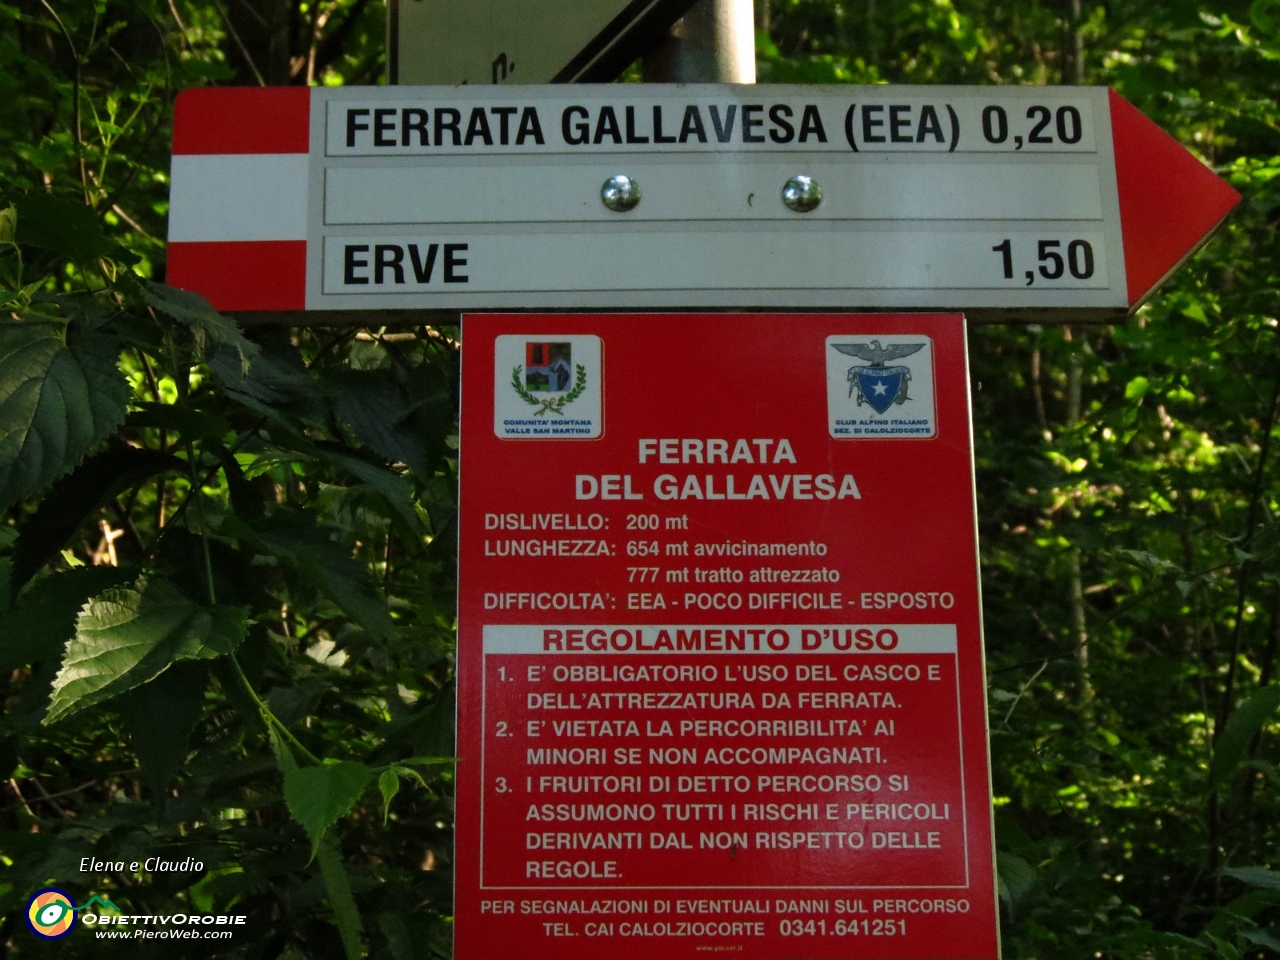 n.
FERRATA GALLAVESA (EEA) 0,20
ERVE 1,50
COMUNITA' MONTANA
VALLE SAN MARTINO
CLUB ALPINO ITALIANO
SEZ. DI CALOLZIOCORTE
FERRATA
DEL GALLAVESA
DISLIVELLO: 200 mt
LUNGHEZZA: 654 mt avvicinamento
777 mt tratto attrezzato
DIFFICOLTA': EEA - POCO DIFFICILE - ESPOSTO
REGOLAMENTO D'USO
1. E' OBBLIGATORIO L'USO DEL CASCO E
DELL'ATTREZZATURA DA FERRATA.
2. E' VIETATA LA PERCORRIBILITA' AI
MINORI SE NON ACCOMPAGNATI.
3. I FRUITORI DI DETTO PERCORSO SI
ASSUMONO TUTTI I RISCHI E PERICOLI
DERIVANTI DAL NON RISPETTO DELLE
REGOLE.
PER SEGNALAZIONI DI EVENTUALI DANNI SUL PERCORSO
TEL. CAI CALOLZIOCORTE 0341.641251
Elena e Claudio
OBIETTIVOROBIE
www.PieroWeb.com